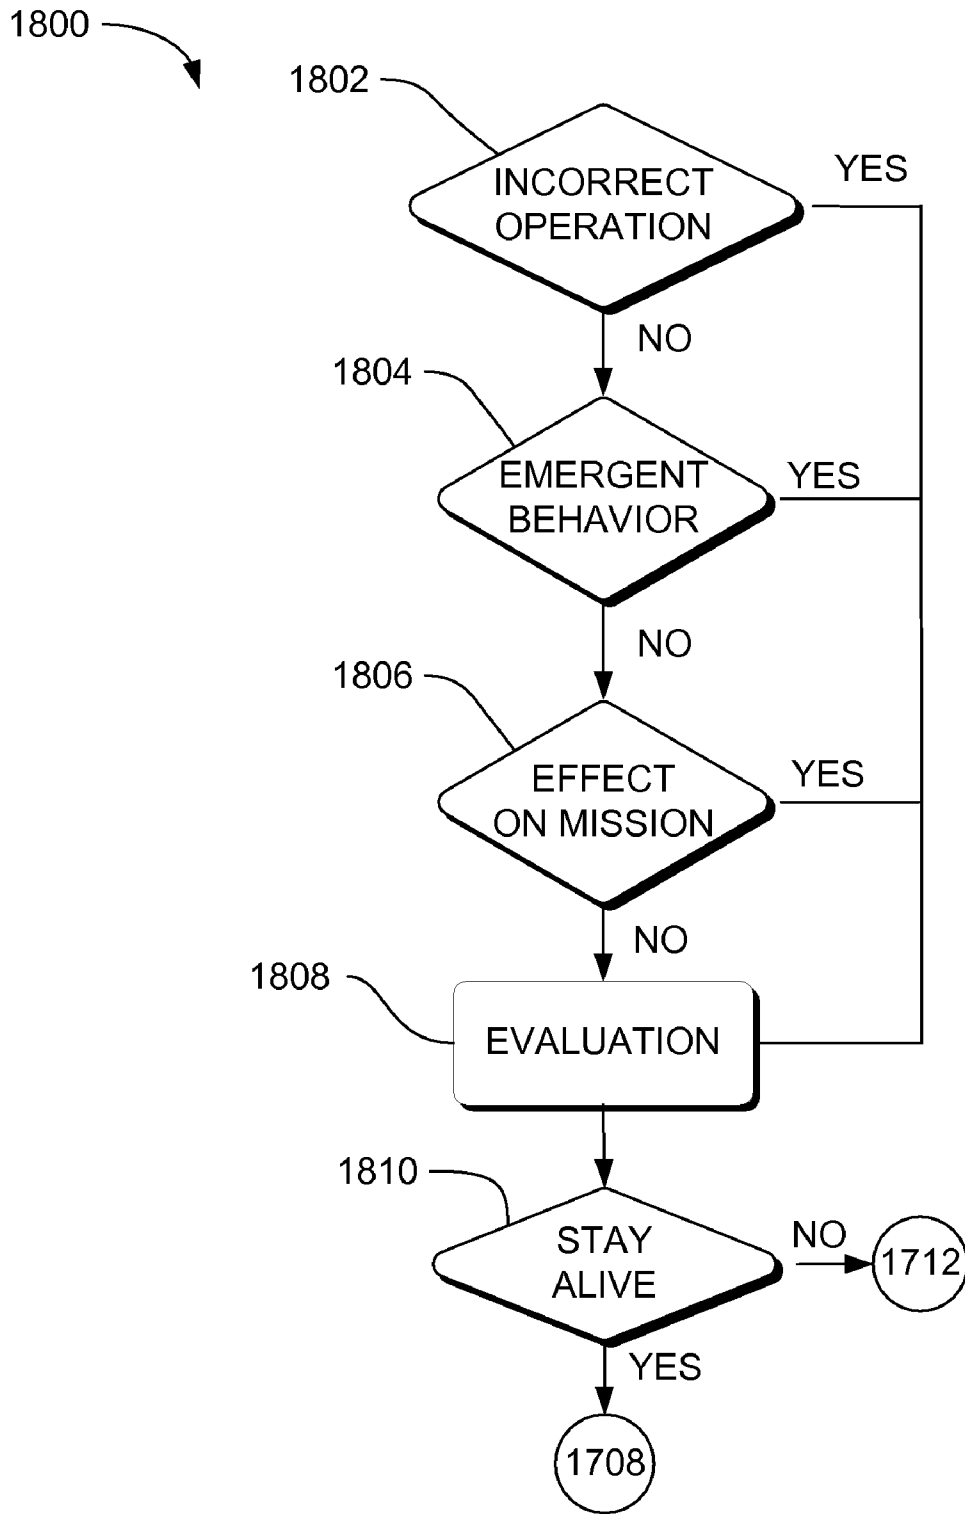 1800
1802
INCORRECT
OPERATION
YES
NO
1804
EMERGENT
BEHAVIOR
YES
NO
1806
EFFECT
ON MISSION
YES
NO
1808
EVALUATION
1810
STAY
ALIVE
NO
1712
YES
1708